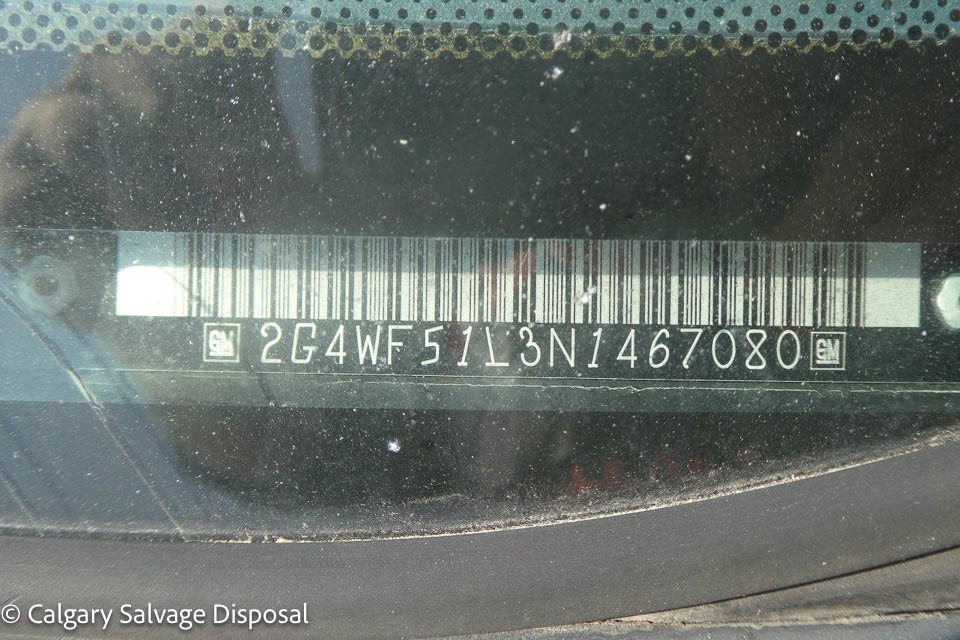 GM 2G4WF51L3N1467080 GM
© Calgary Salvage Disposal